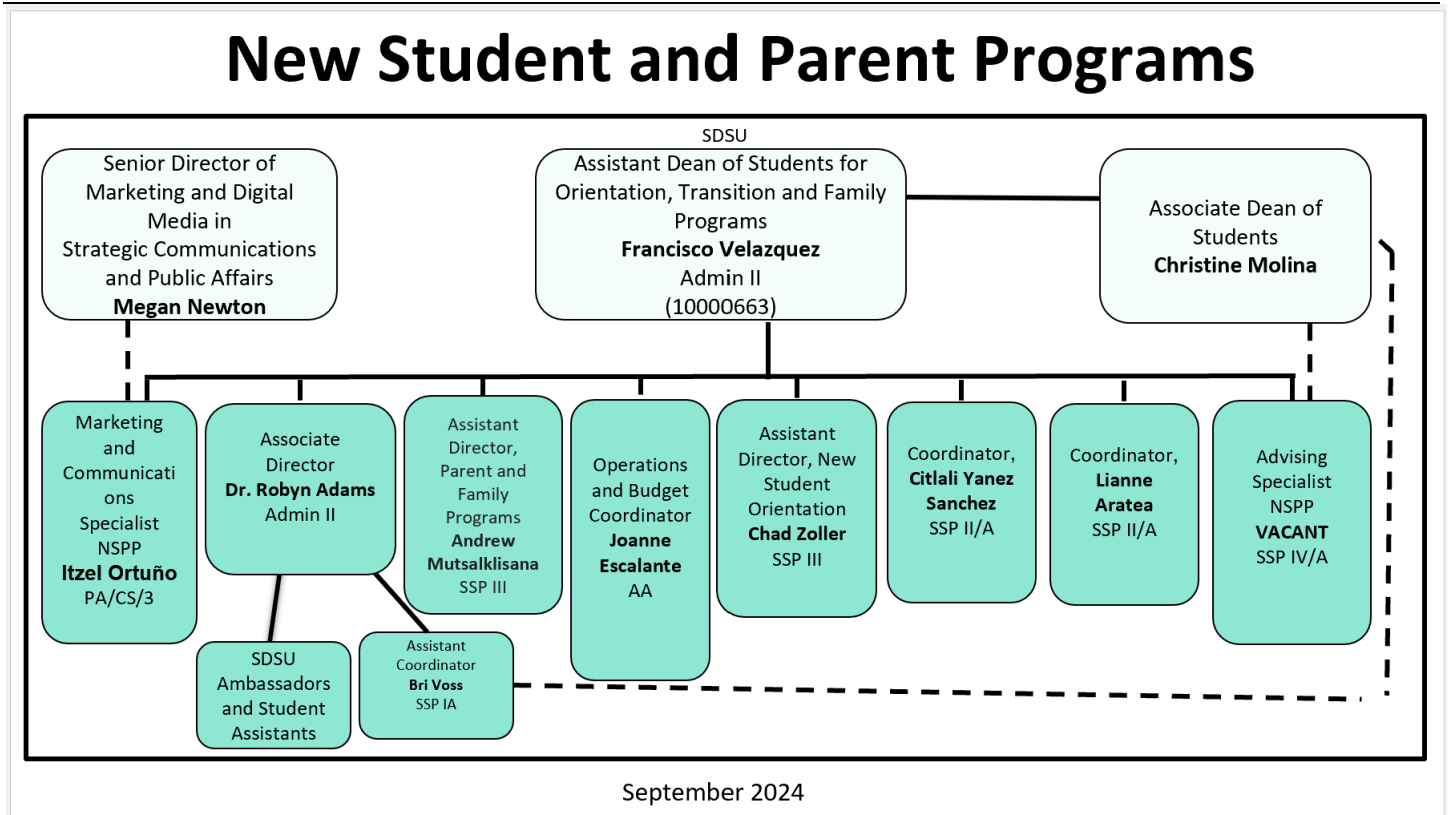 New Student and Parent Programs
SDSU
Senior Director of
Marketing and Digital
Media in
Strategic Communications
and Public Affairs
Megan Newton
Assistant Dean of Students for
Orientation, Transition and Family
Programs
Francisco Velazquez
Admin II
(10000663)
Associate Dean of
Students
Christine Molina
Marketing
and
Communicati
ons
Specialist
NSPP
Itzel Ortuño
PA/CS/3
Associate
Director
Dr. Robyn Adams
Admin II
Assistant
Director,
Parent and
Family
Programs
Andrew
Mutsalklisana
SSP III
Operations
and Budget
Coordinator
Joanne
Escalante
AA
Assistant
Director, New
Student
Orientation
Chad Zoller
SSP III
Coordinator,
Citlali Yanez
Sanchez
SSP II/A
Coordinator,
Lianne
Aratea
SSP II/A
Advising
Specialist
NSPP
VACANT
SSP IV/A
SDSU
Ambassadors
and Student
Assistants
Assistant
Coordinator
Bri Voss
SSP IA
September 2024